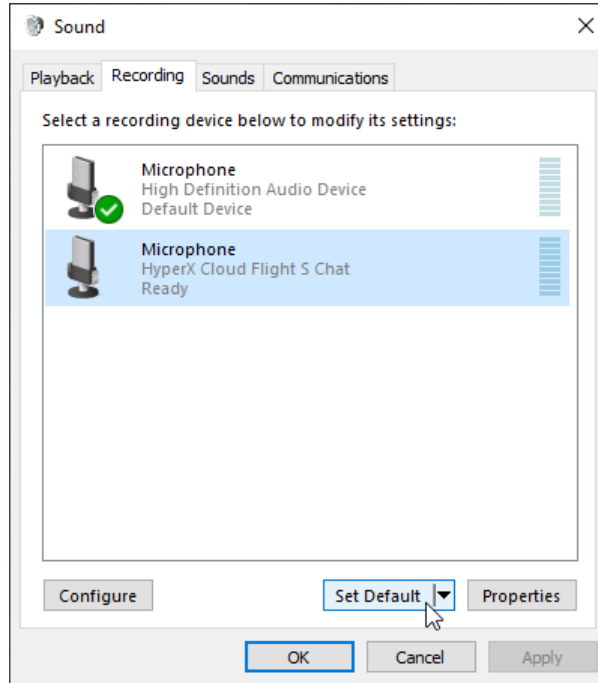 Sound
Playback Recording Sounds Communications
Select a recording device below to modify its settings:
Microphone
High Definition Audio Device
Default Device
Microphone
HyperX Cloud Flight S Chat
Ready
Configure Set Default Properties
OK Cancel Apply